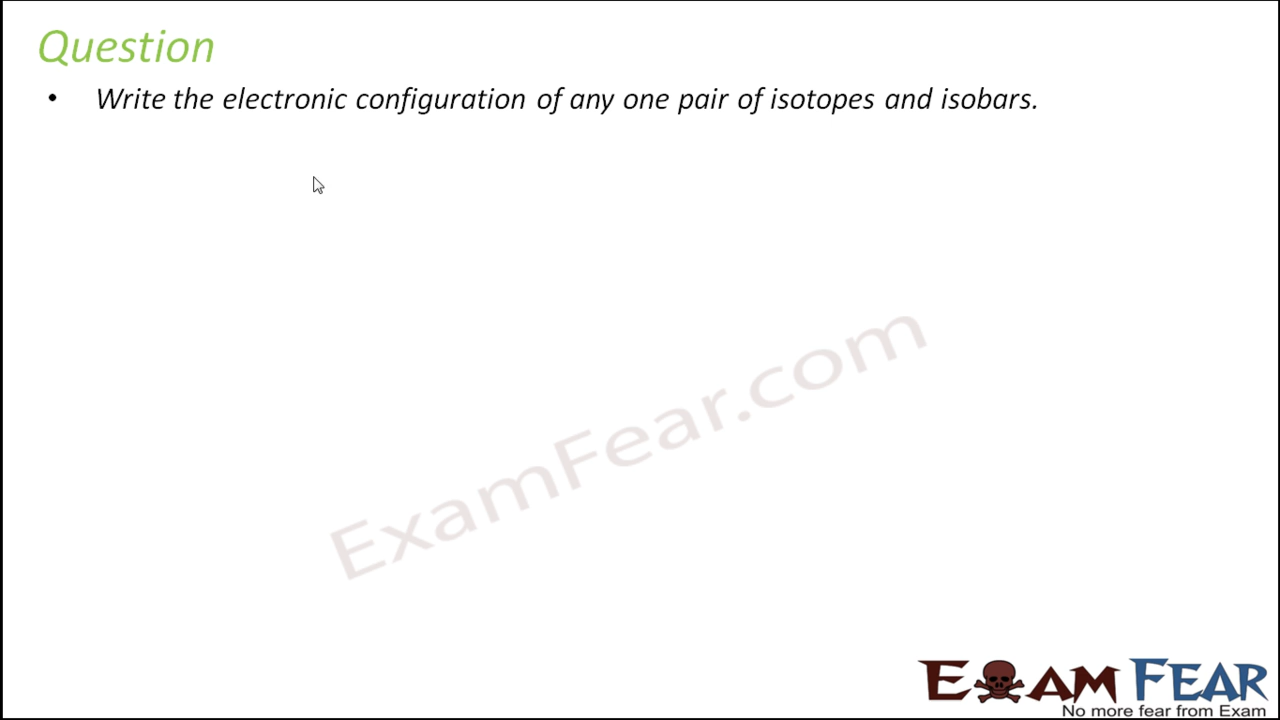 Question
• Write the electronic configuration of any one pair of isotopes and isobars.
ExamFear.com
EXAM FEAR
No more fear from Exam